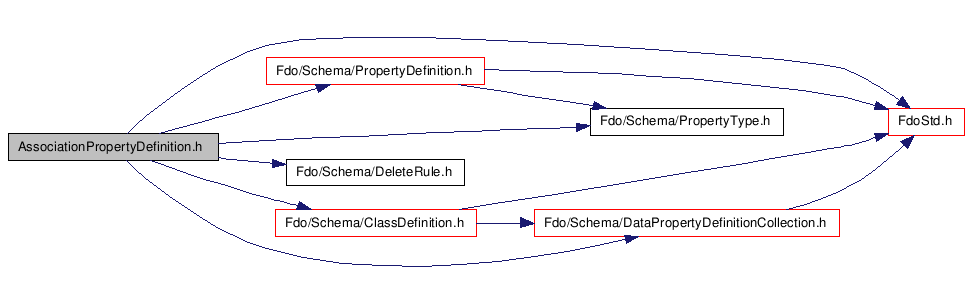 Fdo/Schema/PropertyDefinition.h
Fdo/Schema/PropertyType.h
FdoStd.h
AssociationPropertyDefinition.h
Fdo/Schema/DeleteRule.h
Fdo/Schema/ClassDefinition.h
Fdo/Schema/DataPropertyDefinitionCollection.h